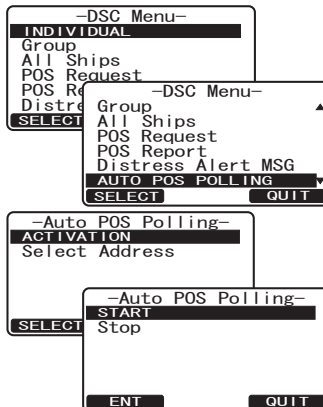 –DSC Menu–
INDIVIDUAL
Group
All Ships
POS Request
POS Re
Distre
SELECT
–DSC Menu–
Group
All Ships
POS Request
POS Report
Distress Alert MSG
AUTO POS POLLING
SELECT QUIT
–Auto POS Polling–
ACTIVATION
Select Address
SELECT
–Auto POS Polling–
START
Stop
ENT QUIT